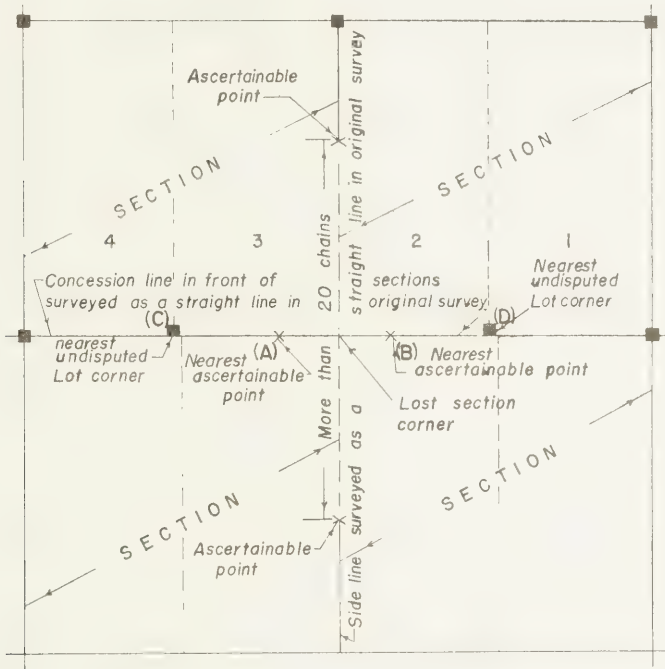 Ascertainable
point
SECTION
SECTION
straight line in original survey
20 chains
4
3
2
1
Concession line in front of
surveyed as a straight line in
sections
original survey
Nearest
undisputed
Lot corner
(C)
(D)
nearest
undisputed
Lot corner
Nearest (A)
ascertainable
point
(B) Nearest
ascertainable point
Lost section
corner
More than
Side line surveyed as a
SECTION
SECTION
Ascertainable
point